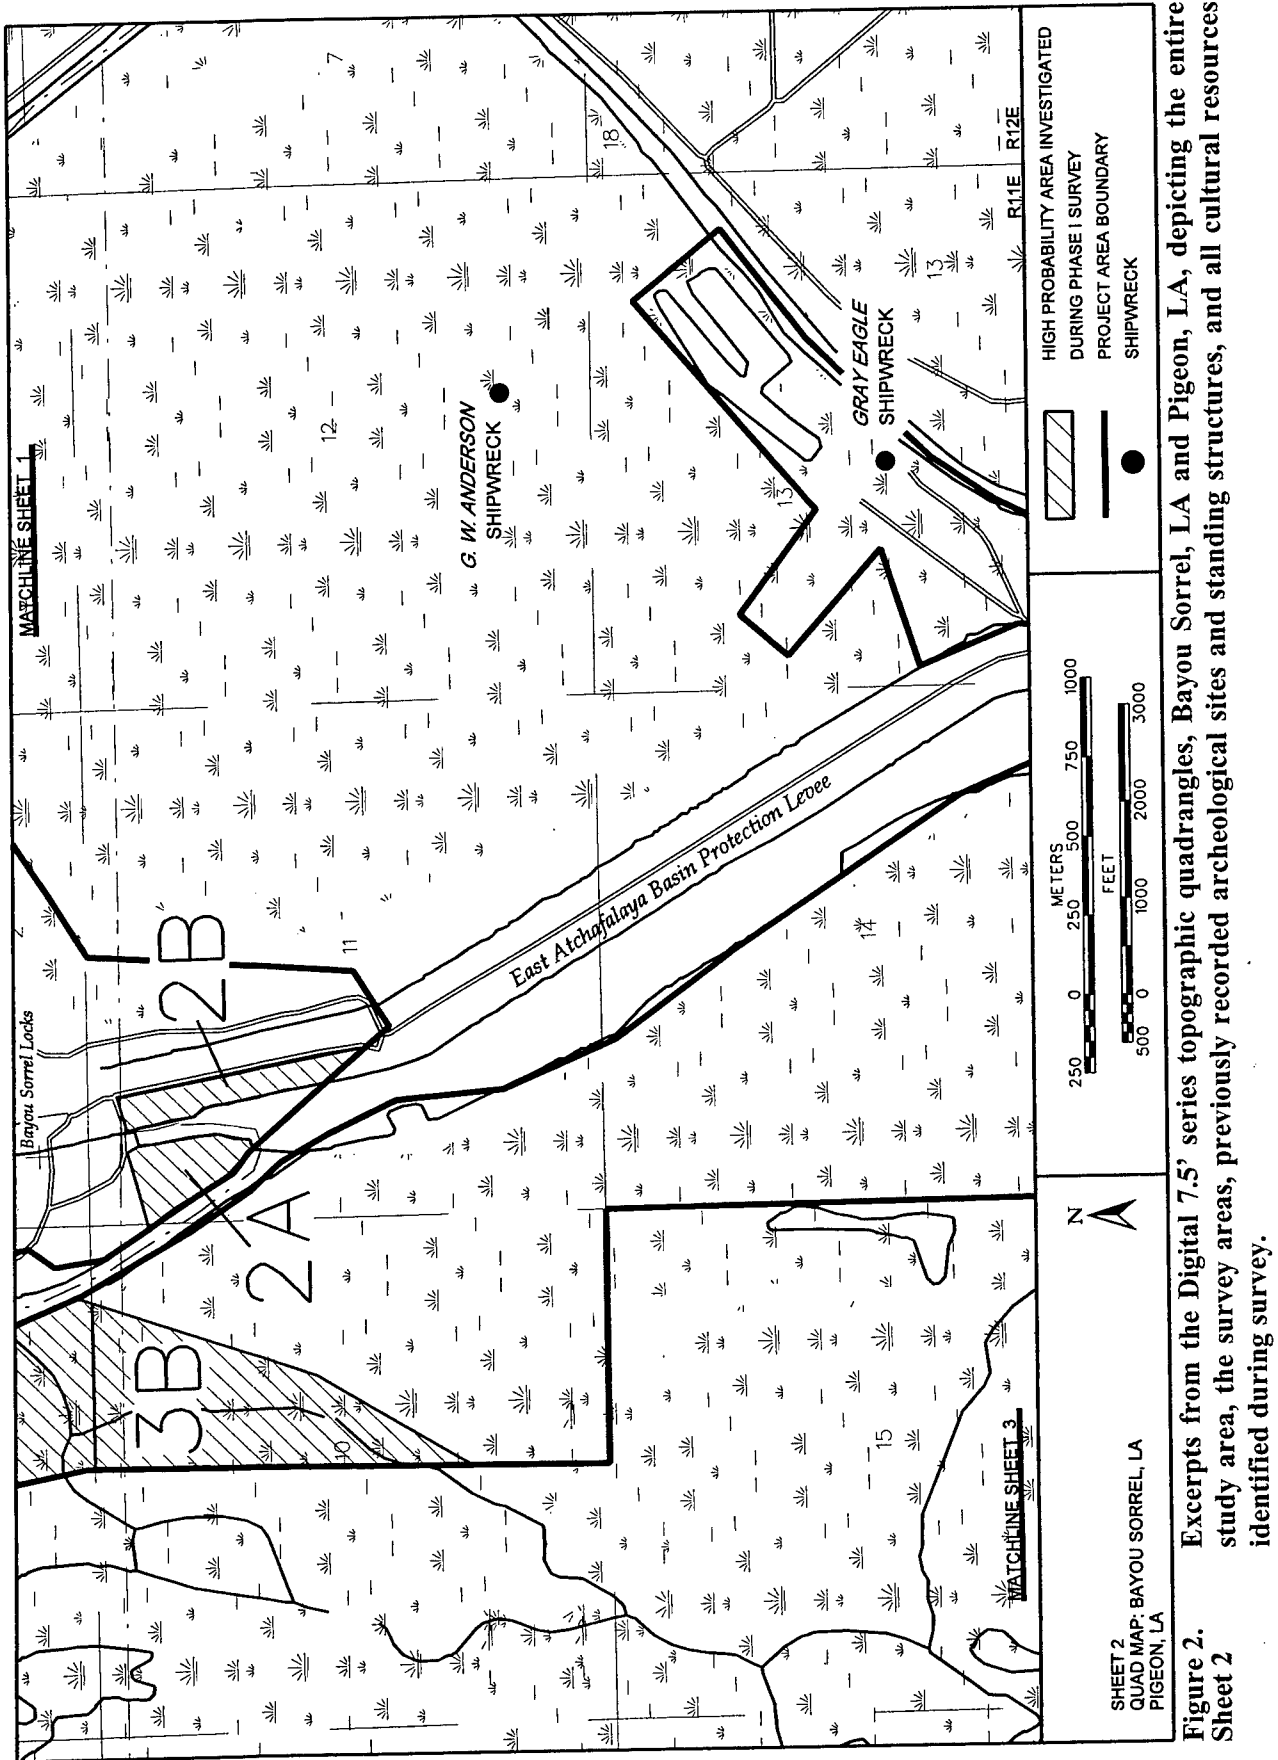 MATCHLINE SHEET 1
Bayou Sorrel Locks
2
7
3B
2A
2B
10
11
12
18
G. W. ANDERSON
SHIPWRECK
East Atchafalaya Basin Protection Levee
GRAY EAGLE
SHIPWRECK
13
13
14
15
R11E
R12E
MATCHLINE SHEET 3
SHEET 2
QUAD MAP: BAYOU SORREL, LA
PIGEON, LA
N
METERS
250 0 250 500 750 1000
FEET
500 0 1000 2000 3000
HIGH PROBABILITY AREA INVESTIGATED
DURING PHASE I SURVEY
PROJECT AREA BOUNDARY
SHIPWRECK
Figure 2. Excerpts from the Digital 7.5’ series topographic quadrangles, Bayou Sorrel, LA and Pigeon, LA, depicting the entire
Sheet 2 study area, the survey areas, previously recorded archeological sites and standing structures, and all cultural resources
identified during survey.